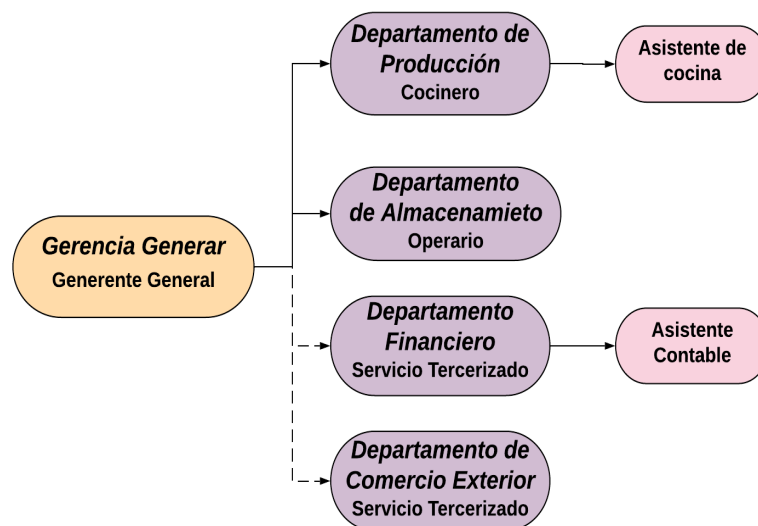 Departamento de
Producción
Cocinero
Asistente de
cocina
Departamento
de Almacenamieto
Operario
Gerencia Generar
Generente General
Departamento
Financiero
Servicio Tercerizado
Asistente
Contable
Departamento de
Comercio Exterior
Servicio Tercerizado